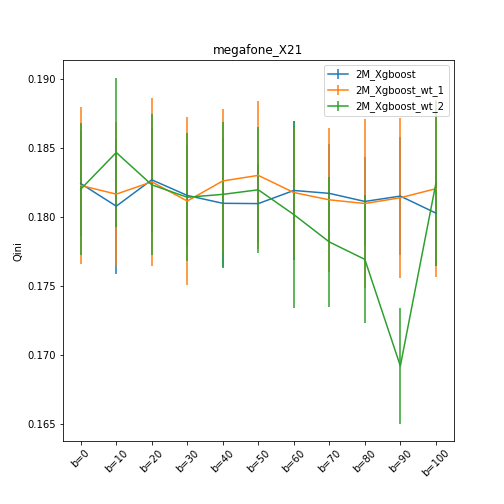 megafone_X21
2M_Xgboost
2M_Xgboost_wt_1
2M_Xgboost_wt_2
Qini
0.190
0.185
0.180
0.175
0.170
0.165
b=0
b=10
b=20
b=30
b=40
b=50
b=60
b=70
b=80
b=90
b=100